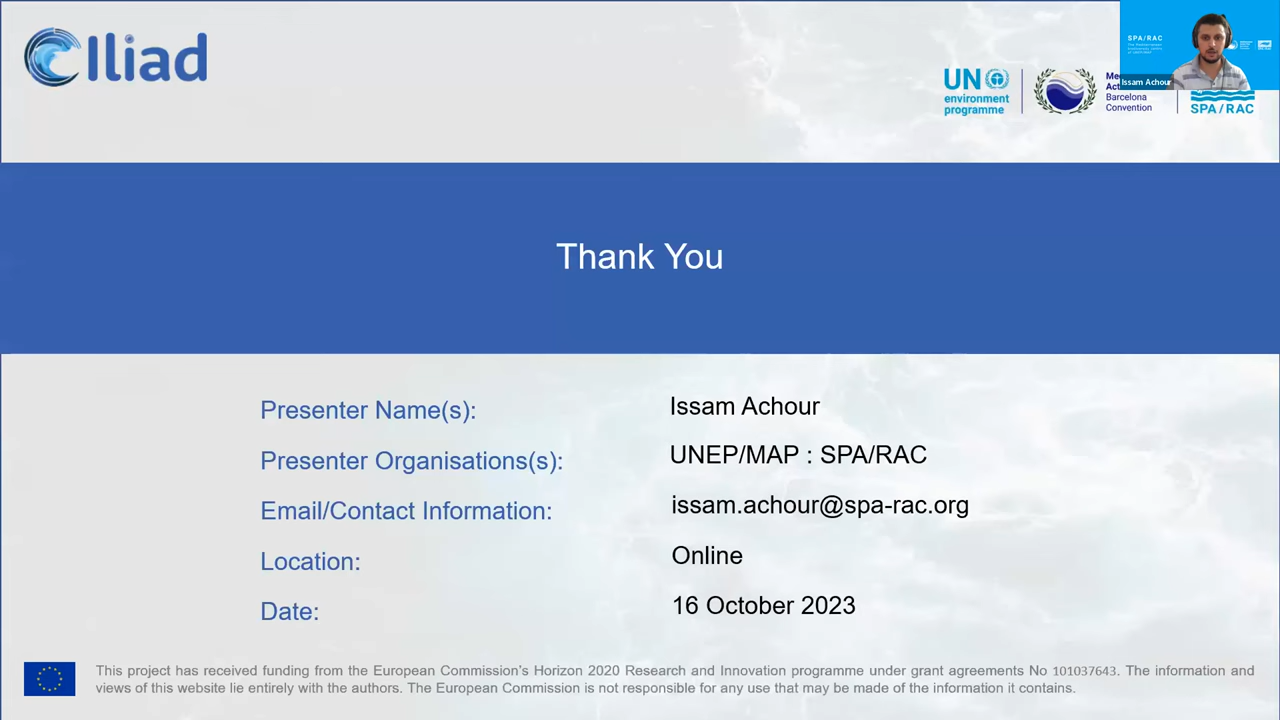 Iliad
UN
environment
programme
Me
Act
Barcelona
Convention
SPA/RAC
SPA/RAC
Issam Achour
Thank You
Presenter Name(s): Issam Achour
Presenter Organisations(s): UNEP/MAP : SPA/RAC
Email/Contact Information: issam.achour@spa-rac.org
Location: Online
Date: 16 October 2023
This project has received funding from the European Commission's Horizon 2020 Research and Innovation programme under grant agreements No 101037643. The information and
views of this website lie entirely with the authors. The European Commission is not responsible for any use that may be made of the information it contains.